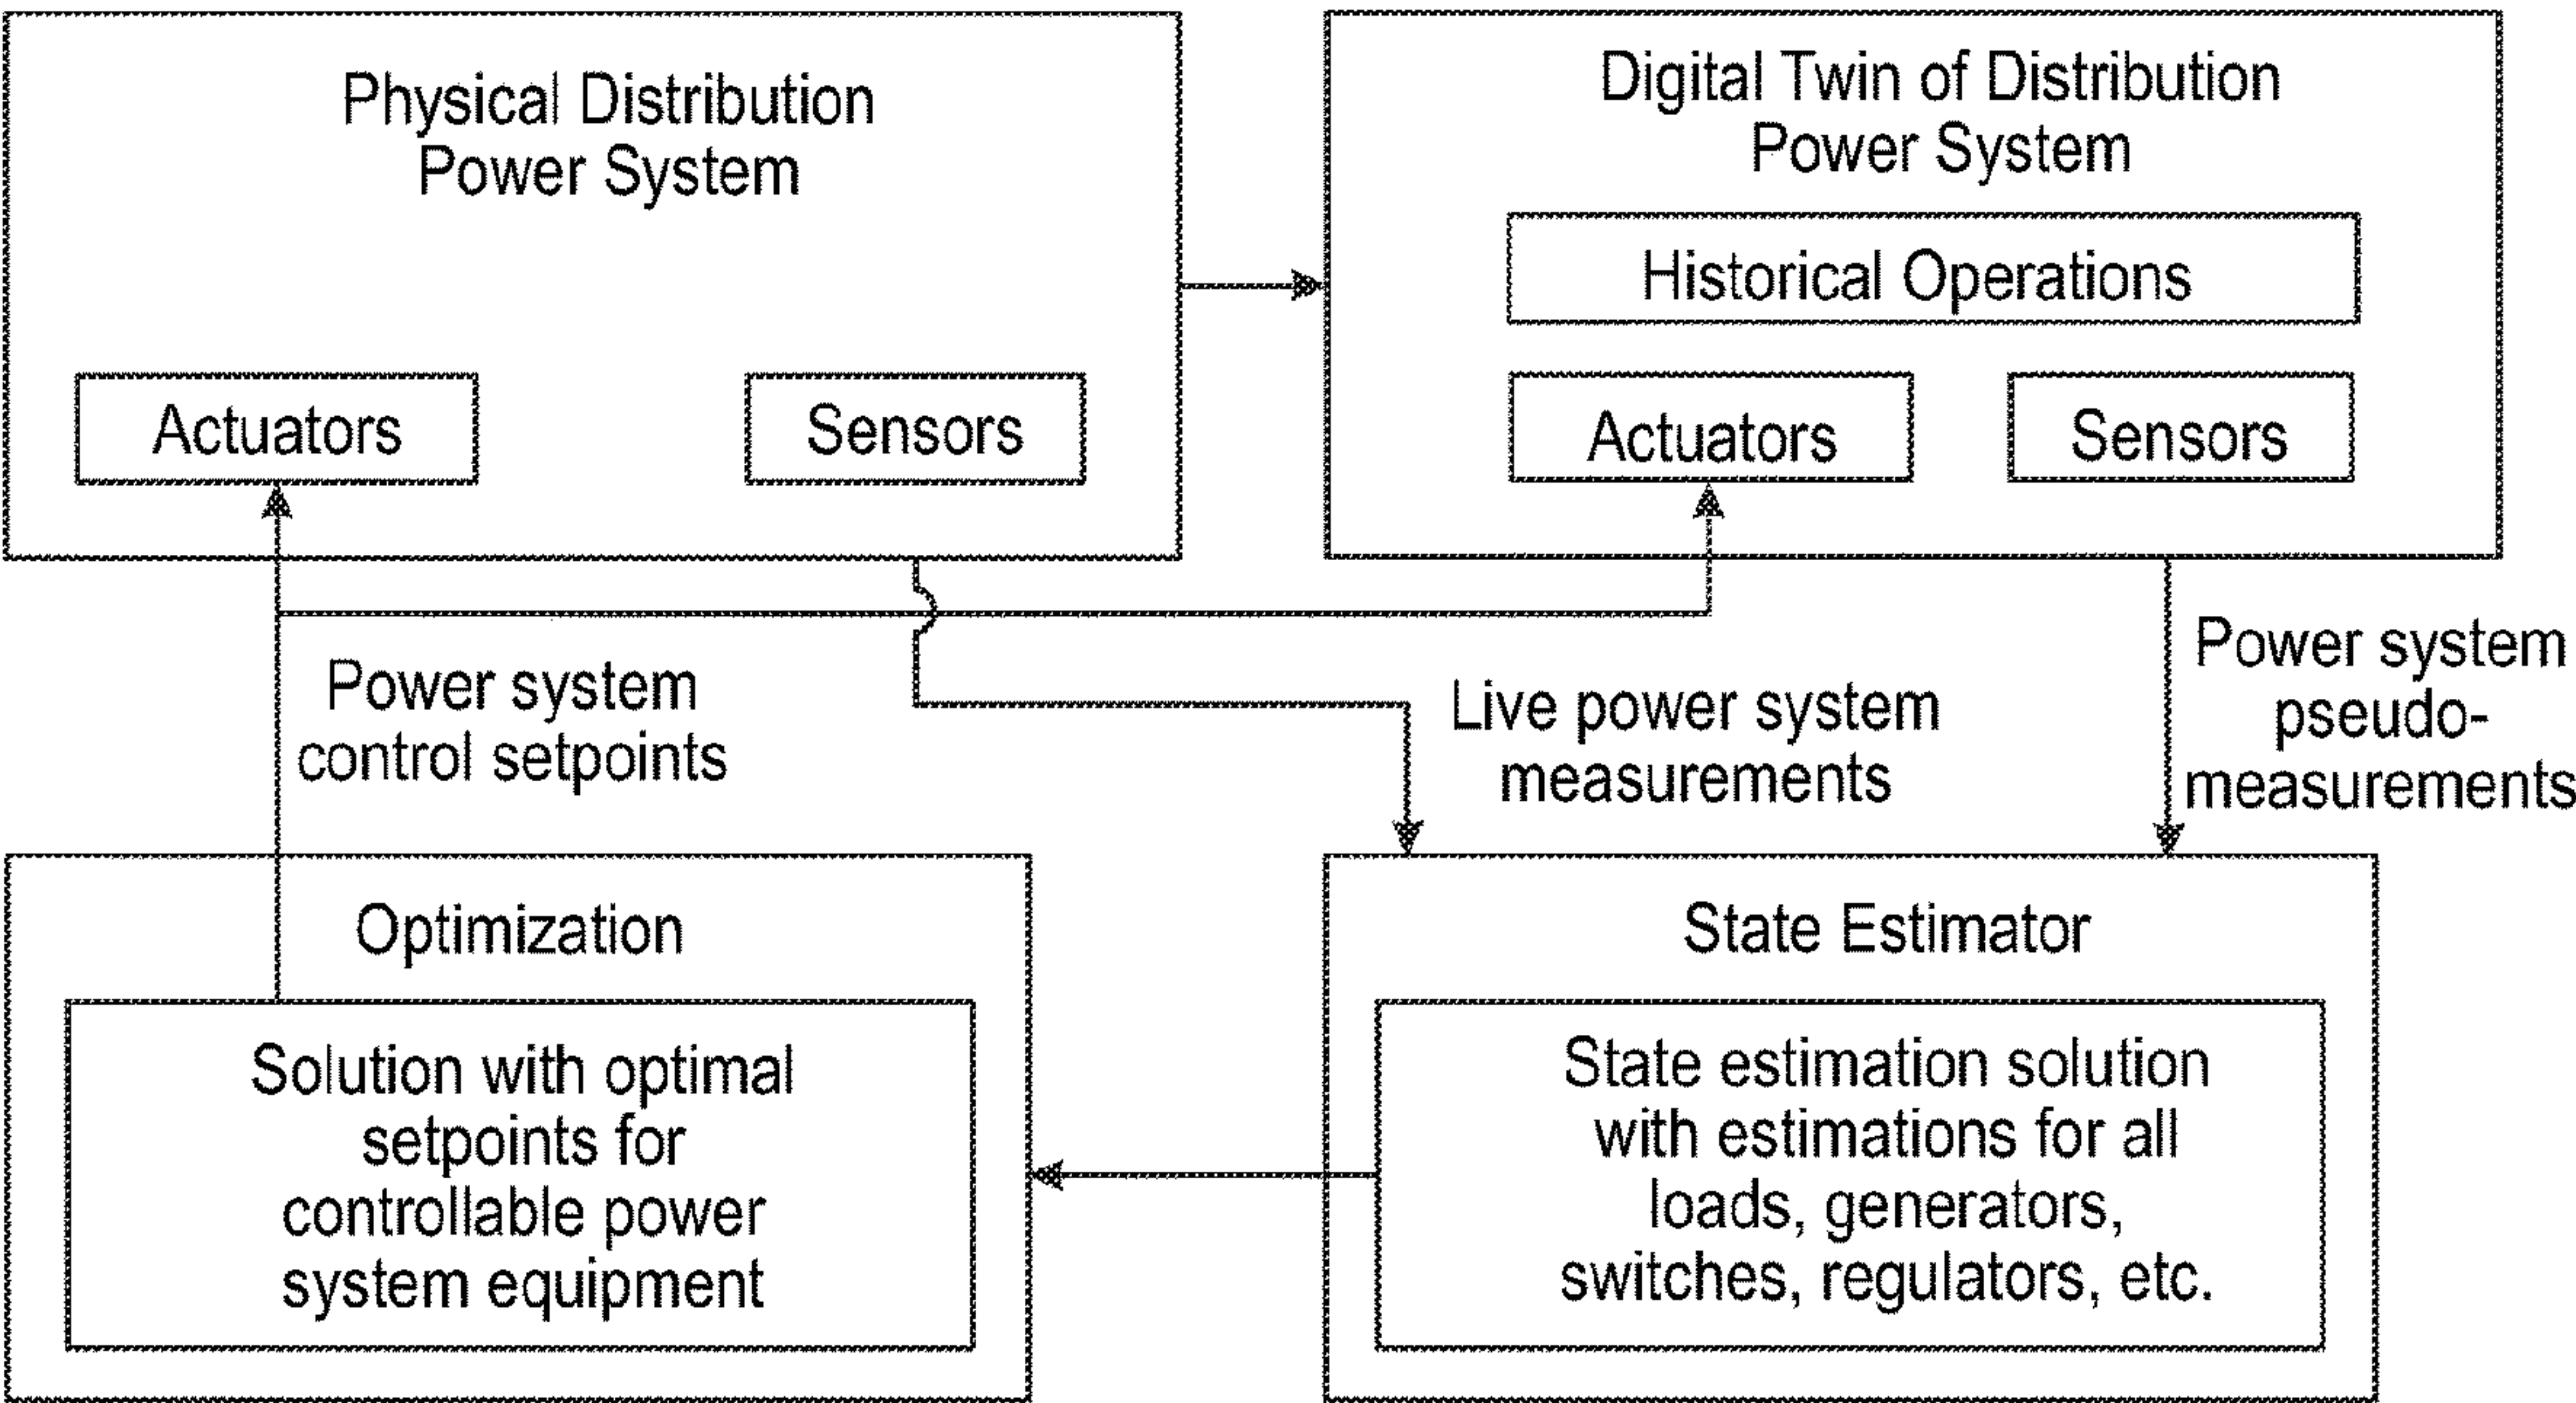 Physical Distribution
Power System
Actuators
Sensors
Digital Twin of Distribution
Power System
Historical Operations
Actuators
Sensors
Power system
control setpoints
Live power system
measurements
Power system
pseudo-
measurements
Optimization
Solution with optimal
setpoints for
controllable power
system equipment
State Estimator
State estimation solution
with estimations for all
loads, generators,
switches, regulators, etc.